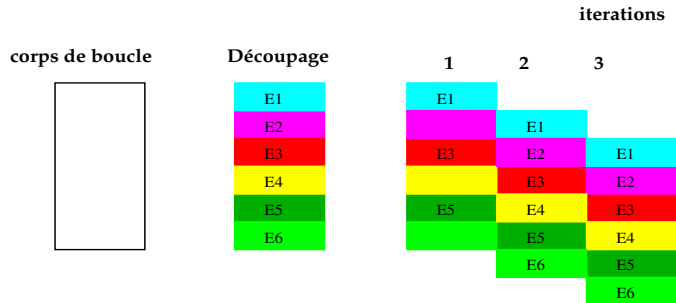 iterations
corps de boucle Découpage 1 2 3
E1 E1
E2 E1
E3 E3 E2 E1
E4 E3 E2
E5 E5 E4 E3
E6 E5 E4
E6 E5
E6